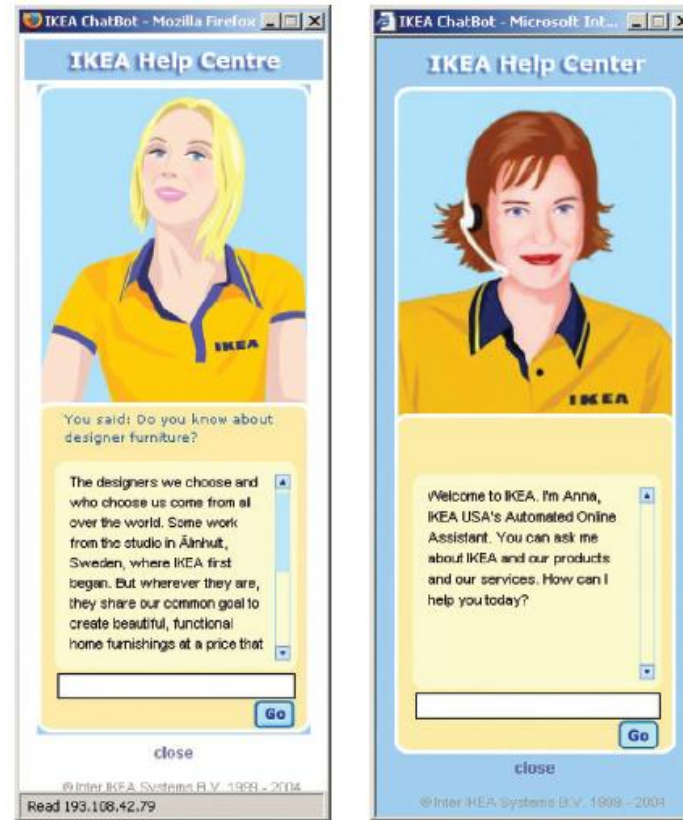 IKEA ChatBot - Mozilla Firefox
IKEA Help Centre
IKEA
You said: Do you know about
designer furniture?
The designers we choose and
who choose us come from all
over the world. Some work
from the studio in Älmhult,
Sweden, where IKEA first
began. But wherever they are,
they share our common goal to
create beautiful, functional
home furnishings at a price that
Go
close
© Inter IKEA Systems B.V. 1999 - 2004
Read 193.108.42.79
IKEA ChatBot - Microsoft Int...
IKEA Help Center
IKEA
Welcome to IKEA. I'm Anna,
IKEA USA's Automated Online
Assistant. You can ask me
about IKEA and our products
and our services. How can I
help you today?
Go
close
© Inter IKEA Systems B.V. 1999 - 2004